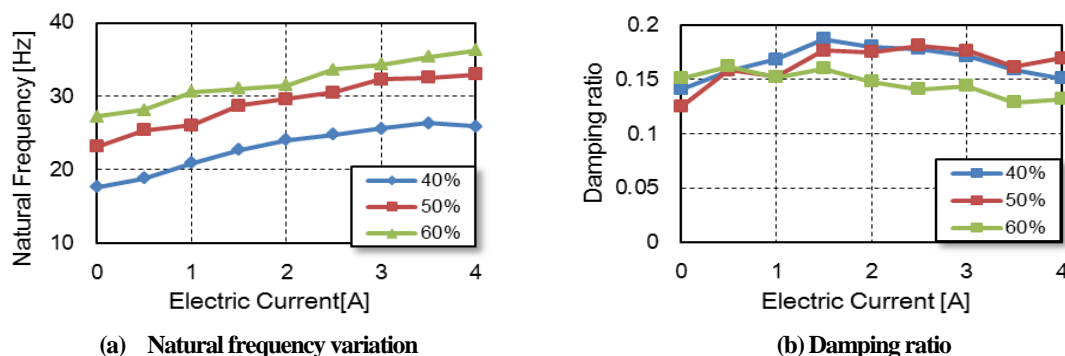 Natural Frequency [Hz]
40
30
20
10
0 1 2 3 4
Electric Current[A]
40%
50%
60%
(a) Natural frequency variation
Damping ratio
0.2
0.15
0.1
0.05
0
0 1 2 3 4
Electric Current [A]
40%
50%
60%
(b) Damping ratio